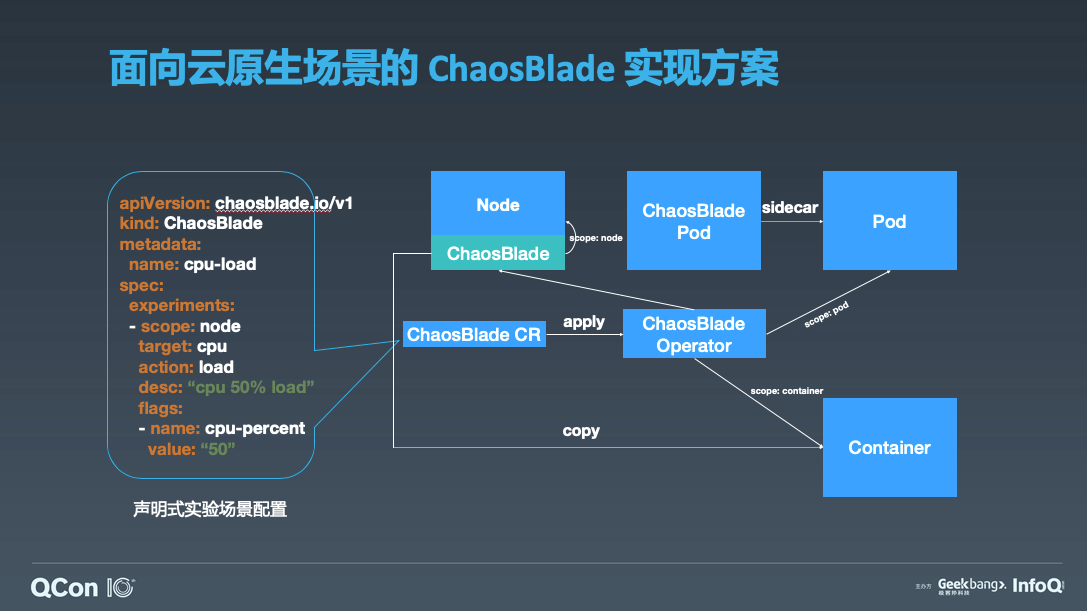 面向云原生场景的 ChaosBlade 实现方案
apiVersion: chaosblade.io/v1
kind: ChaosBlade
metadata:
name: cpu-load
spec:
experiments:
- scope: node
target: cpu
action: load
desc: “cpu 50% load”
flags:
- name: cpu-percent
value: “50”
声明式实验场景配置
Node
ChaosBlade
scope: node
ChaosBlade
Pod
sidecar
Pod
ChaosBlade CR
apply
ChaosBlade
Operator
scope: pod
scope: container
copy
Container
QCon 10
主办方 Geekbang>. InfoQ
极客邦科技